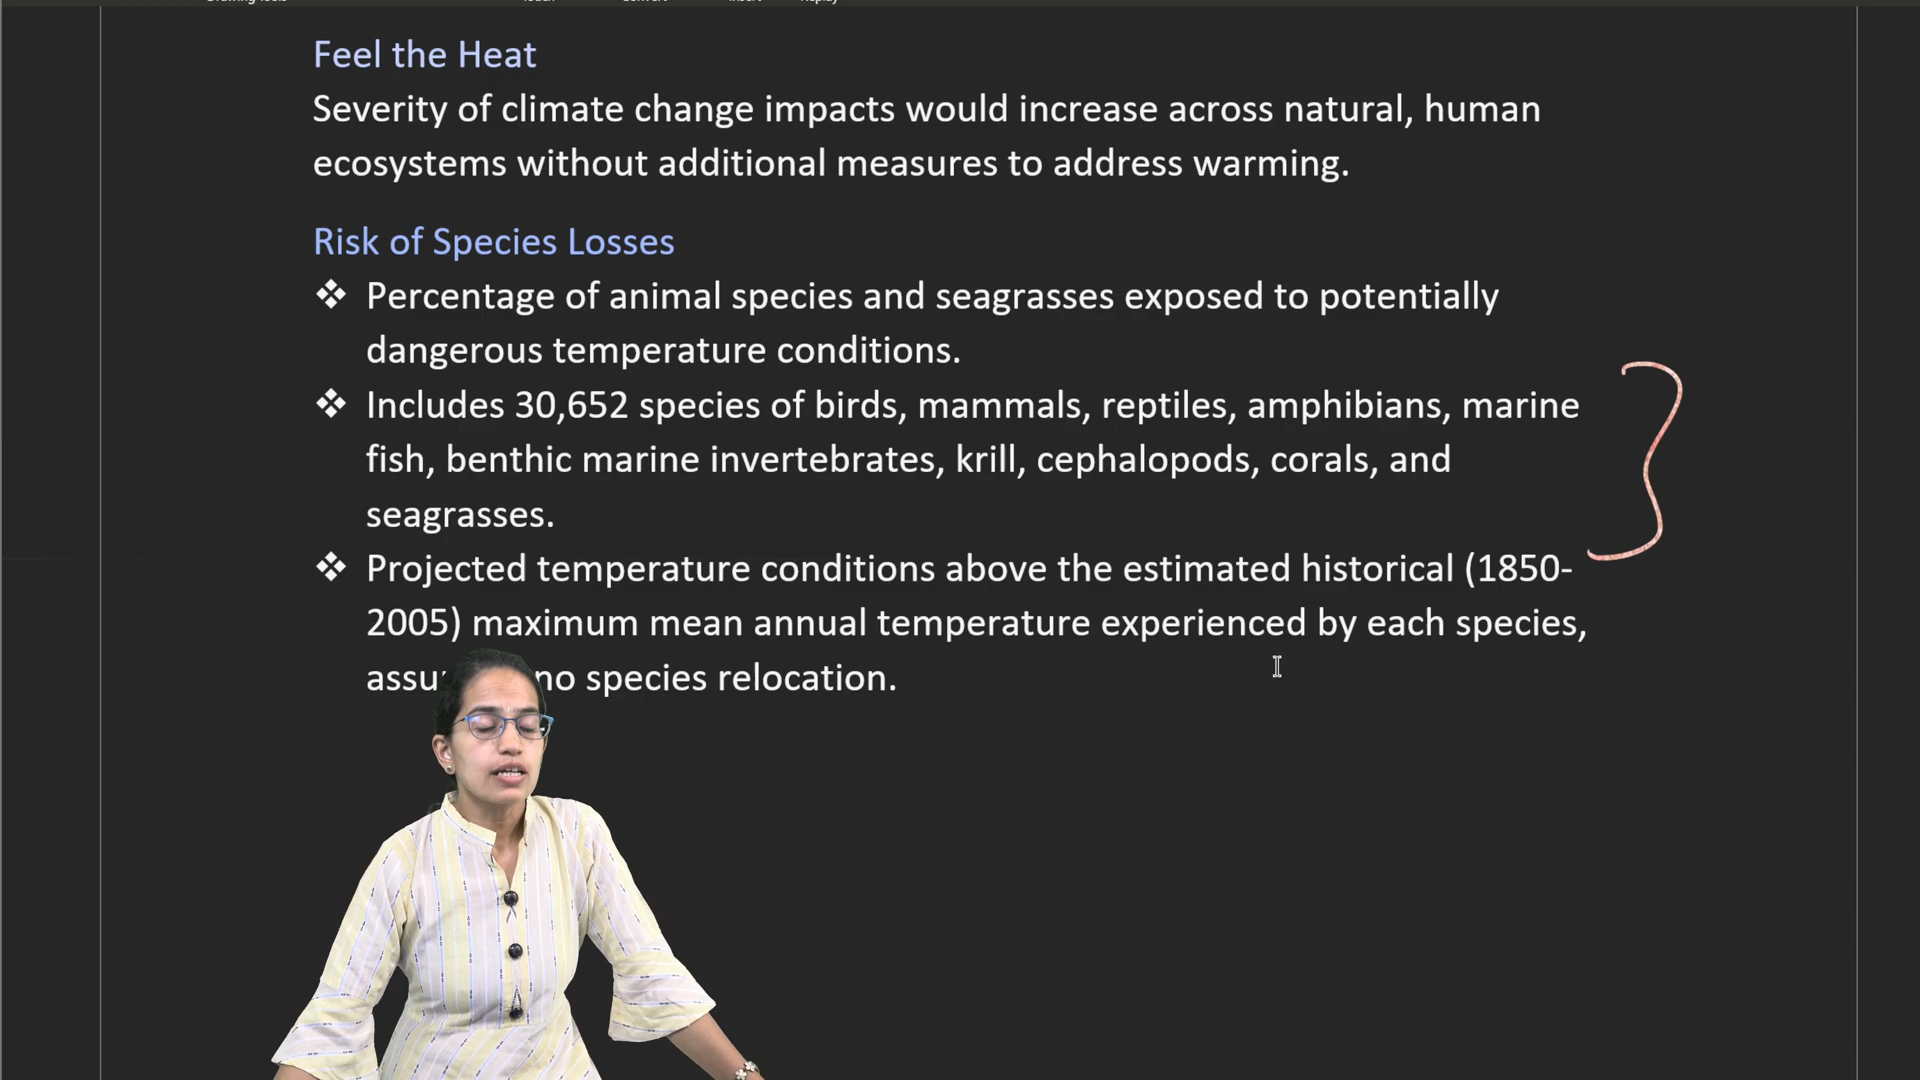 Feel the Heat
Severity of climate change impacts would increase across natural, human
ecosystems without additional measures to address warming.
Risk of Species Losses
❖ Percentage of animal species and seagrasses exposed to potentially
dangerous temperature conditions.
❖ Includes 30,652 species of birds, mammals, reptiles, amphibians, marine
fish, benthic marine invertebrates, krill, cephalopods, corals, and
seagrasses.
❖ Projected temperature conditions above the estimated historical (1850-
2005) maximum mean annual temperature experienced by each species,
no species relocation.